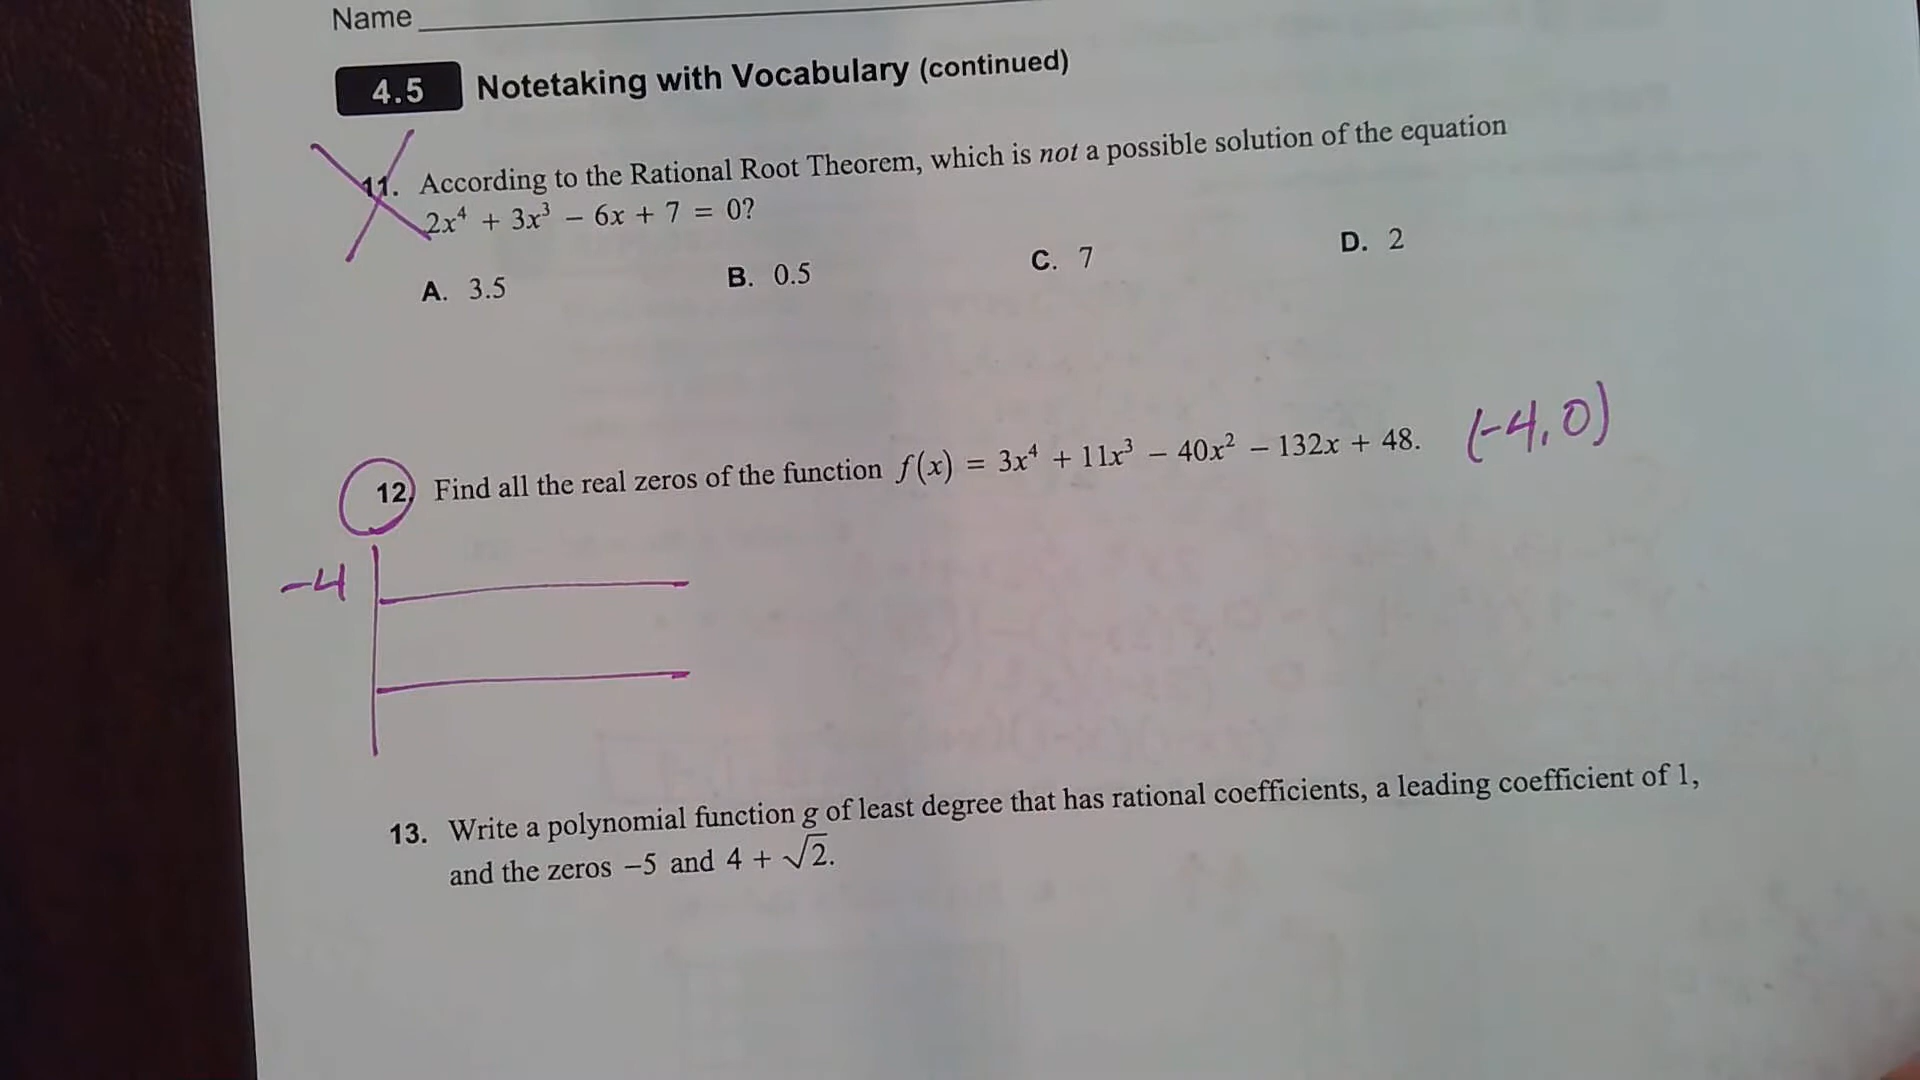 Name
4.5 Notetaking with Vocabulary (continued)
11. According to the Rational Root Theorem, which is not a possible solution of the equation
2x⁴ + 3x³ − 6x + 7 = 0?
A. 3.5 B. 0.5 C. 7 D. 2
12. Find all the real zeros of the function f(x) = 3x⁴ + 11x³ − 40x² − 132x + 48. (-4,0)
-4
13. Write a polynomial function g of least degree that has rational coefficients, a leading coefficient of 1,
and the zeros −5 and 4 + √2.